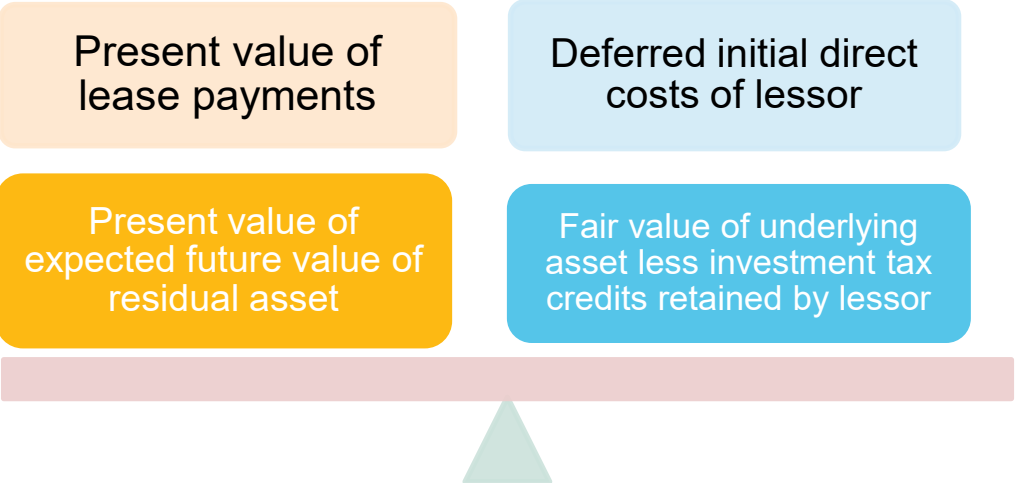 Present value of
lease payments
Deferred initial direct
costs of lessor
Present value of
expected future value of
residual asset
Fair value of underlying
asset less investment tax
credits retained by lessor